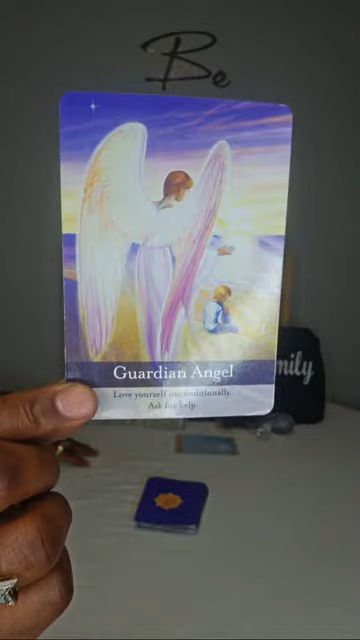 Be
Guardian Angel
Love yourself unconditionally.
Ask for help.
mily